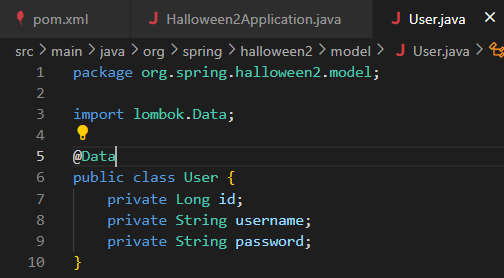 pom.xml
Halloween2Application.java
User.java
src > main > java > org > spring > halloween2 > model > User.java >
1 package org.spring.halloween2.model;
2
3 import lombok.Data;
4
5 @Data
6 public class User {
7     private Long id;
8     private String username;
9     private String password;
10 }